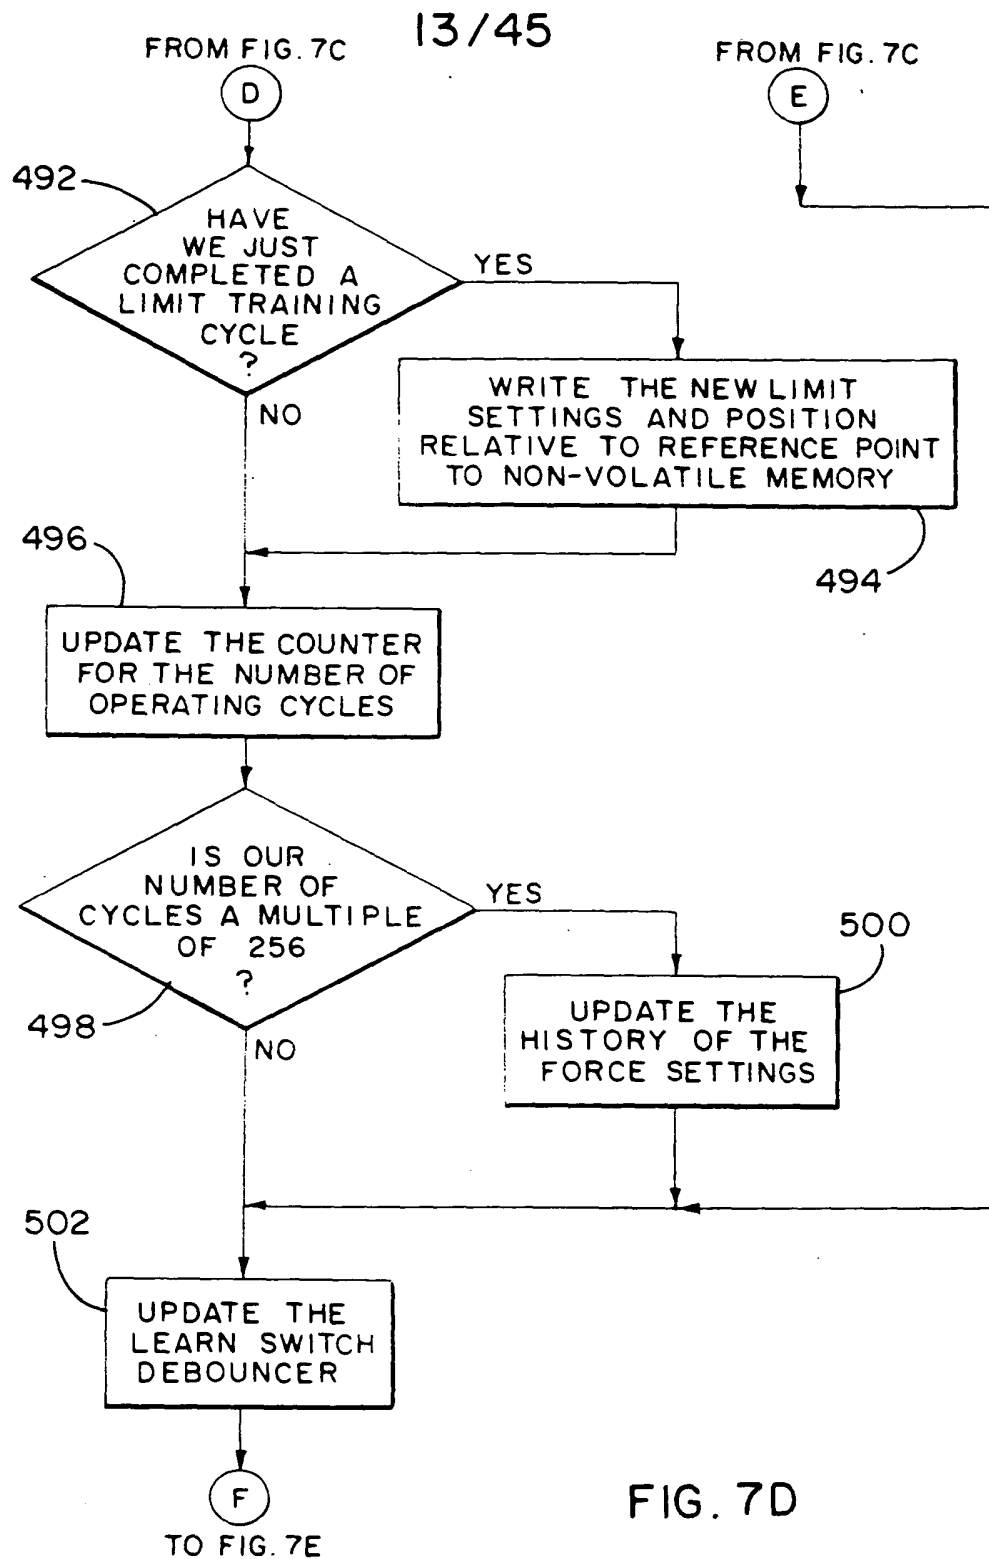 13/45
FROM FIG. 7C
D
FROM FIG. 7C
E
492
HAVE
WE JUST
COMPLETED A
LIMIT TRAINING
CYCLE
?
YES
NO
WRITE THE NEW LIMIT
SETTINGS AND POSITION
RELATIVE TO REFERENCE POINT
TO NON-VOLATILE MEMORY
494
496
UPDATE THE COUNTER
FOR THE NUMBER OF
OPERATING CYCLES
IS OUR
NUMBER OF
CYCLES A MULTIPLE
OF 256
?
YES
498
NO
500
UPDATE THE
HISTORY OF THE
FORCE SETTINGS
502
UPDATE THE
LEARN SWITCH
DEBOUNCER
F
TO FIG. 7E
FIG. 7D